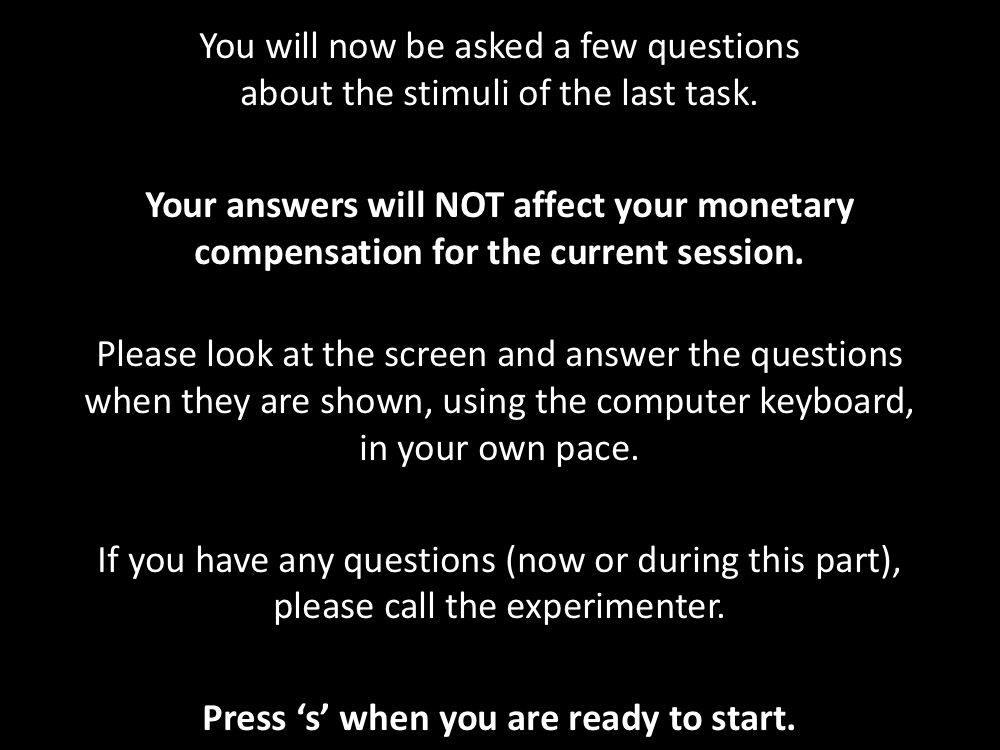 You will now be asked a few questions
about the stimuli of the last task.
Your answers will NOT affect your monetary
compensation for the current session.
Please look at the screen and answer the questions
when they are shown, using the computer keyboard,
in your own pace.
If you have any questions (now or during this part),
please call the experimenter.
Press ‘s’ when you are ready to start.